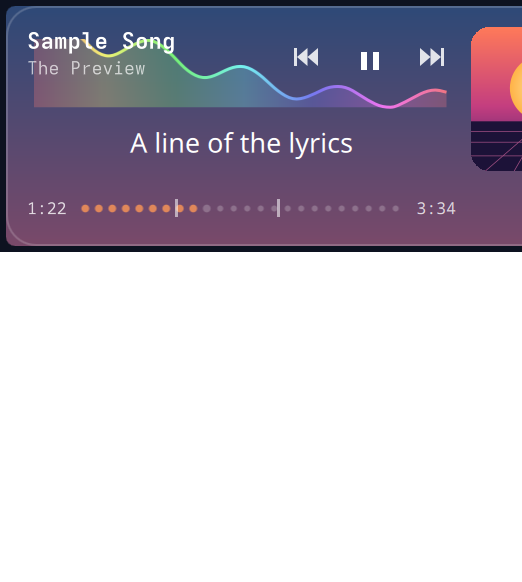 Sample Song
The Preview
A line of the lyrics
1:22
3:34